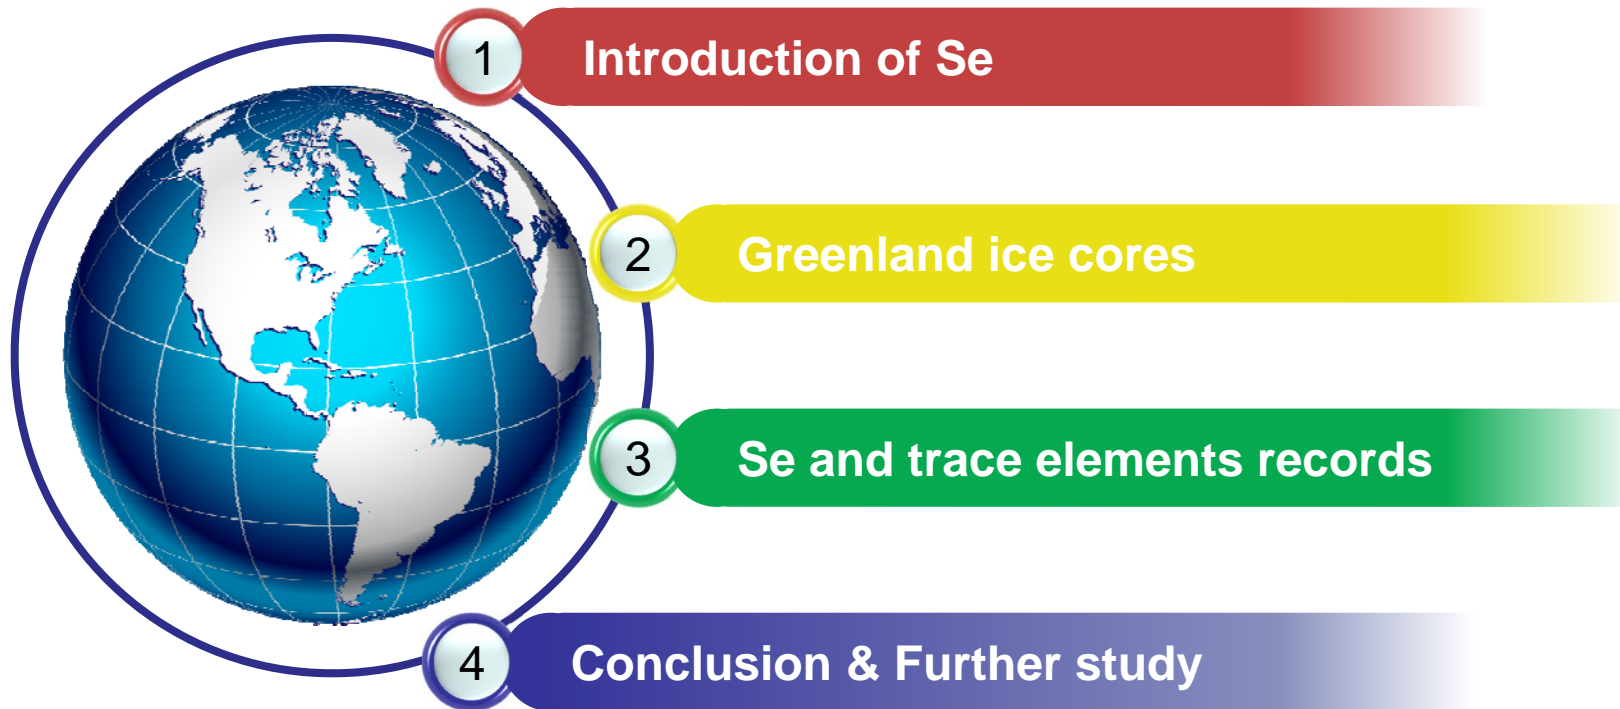 1 Introduction of Se
2 Greenland ice cores
3 Se and trace elements records
4 Conclusion & Further study